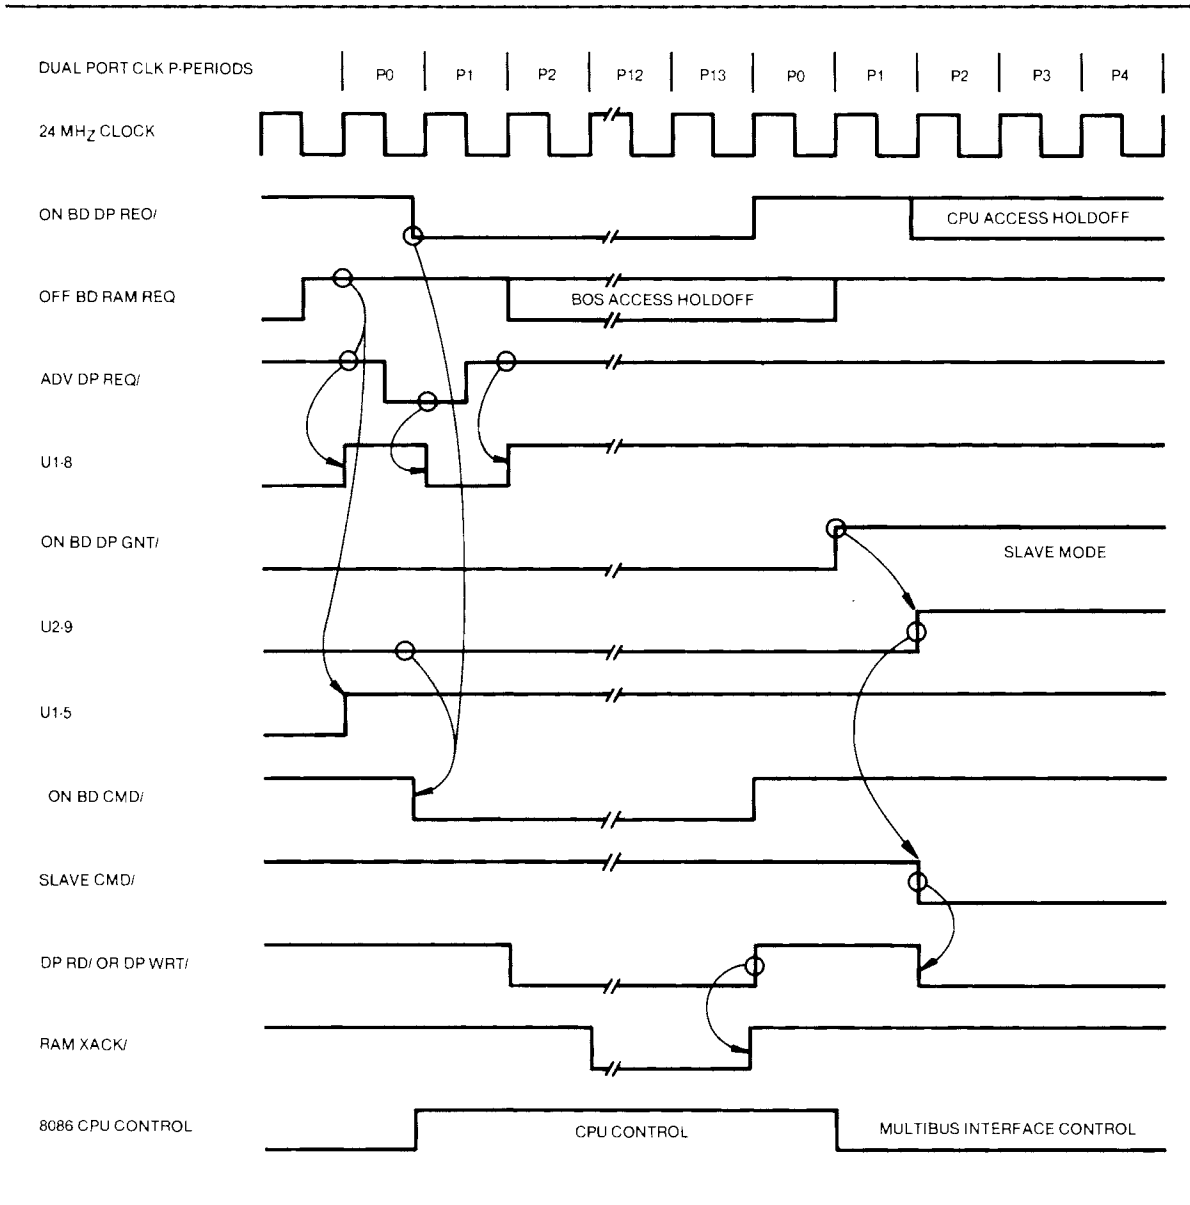 DUAL PORT CLK P-PERIODS P0 P1 P2 P12 P13 P0 P1 P2 P3 P4
24 MHZ CLOCK
ON BD DP REO/ CPU ACCESS HOLDOFF
OFF BD RAM REQ BOS ACCESS HOLDOFF
ADV DP REQ/
U1-8
ON BD DP GNT/ SLAVE MODE
U2-9
U1-5
ON BD CMD/
SLAVE CMD/
DP RD/ OR DP WRT/
RAM XACK/
8086 CPU CONTROL CPU CONTROL MULTIBUS INTERFACE CONTROL